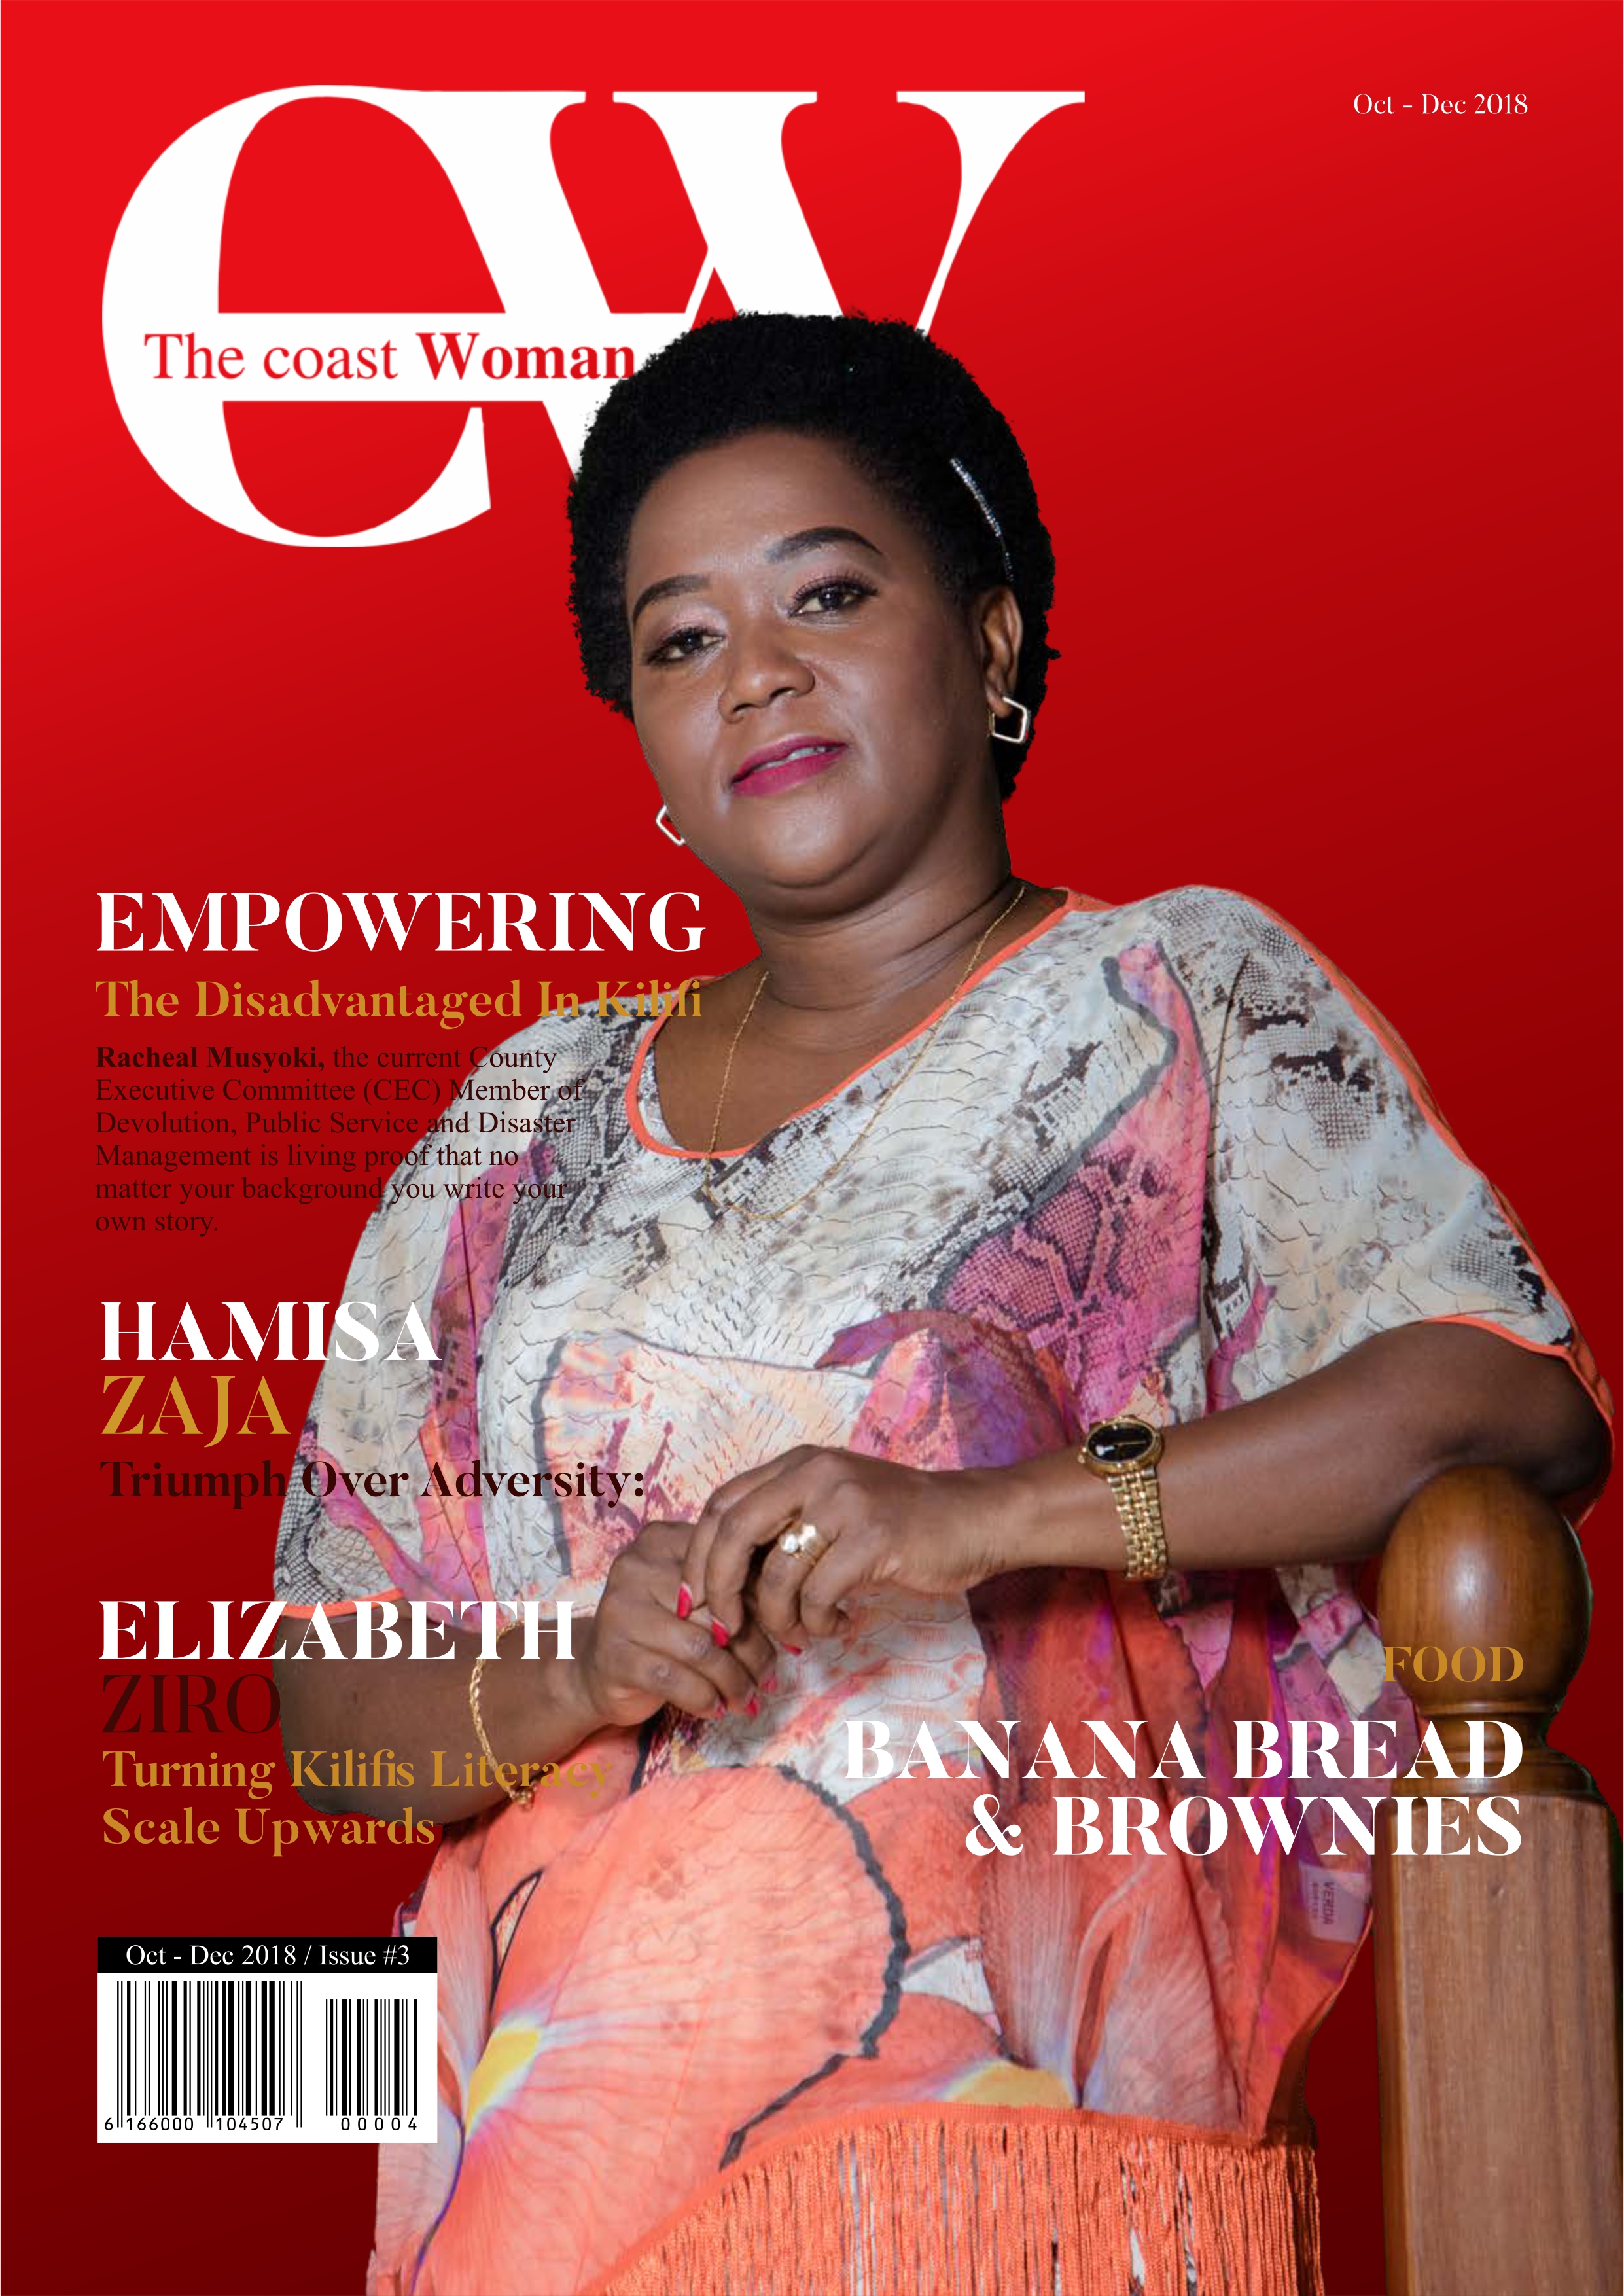 ew
Oct - Dec 2018
The coast Woman
EMPOWERING
The Disadvantaged In Kilifi
Racheal Musyoki, the current County
Executive Committee (CEC) Member of
Devolution, Public Service and Disaster
Management is living proof that no
matter your background you write your
own story.
HAMISA
ZAJA
Triumph Over Adversity:
ELIZABETH
ZIRO
Turning Kilifis Literacy
Scale Upwards
FOOD
BANANA BREAD
& BROWNIES
VERDA
Oct - Dec 2018 / Issue #3
6 166000 104507
00004